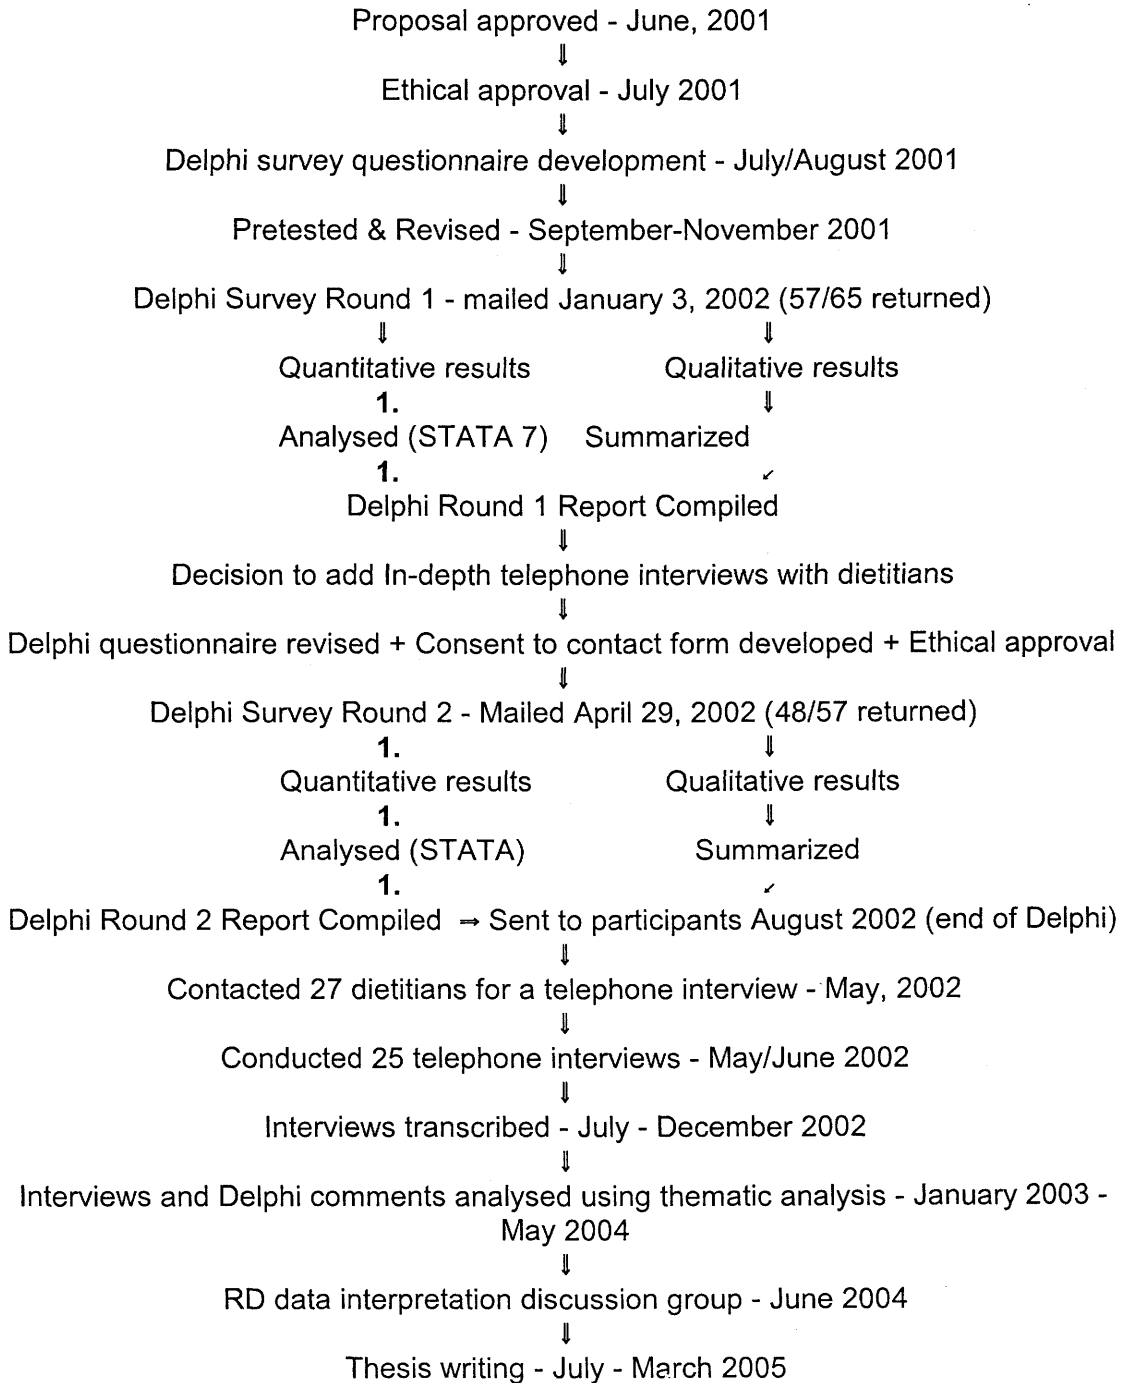 Proposal approved - June, 2001
⇓
Ethical approval - July 2001
⇓
Delphi survey questionnaire development - July/August 2001
⇓
Pretested & Revised - September-November 2001
⇓
Delphi Survey Round 1 - mailed January 3, 2002 (57/65 returned)
⇓ ⇓
Quantitative results Qualitative results
1. ⇓
Analysed (STATA 7) Summarized
1. ↙
Delphi Round 1 Report Compiled
⇓
Decision to add In-depth telephone interviews with dietitians
⇓
Delphi questionnaire revised + Consent to contact form developed + Ethical approval
⇓
Delphi Survey Round 2 - Mailed April 29, 2002 (48/57 returned)
1. ⇓
Quantitative results Qualitative results
1. ⇓
Analysed (STATA) Summarized
1. ↙
Delphi Round 2 Report Compiled ⇒ Sent to participants August 2002 (end of Delphi)
⇓
Contacted 27 dietitians for a telephone interview - May, 2002
⇓
Conducted 25 telephone interviews - May/June 2002
⇓
Interviews transcribed - July - December 2002
⇓
Interviews and Delphi comments analysed using thematic analysis - January 2003 -
May 2004
⇓
RD data interpretation discussion group - June 2004
⇓
Thesis writing - July - March 2005